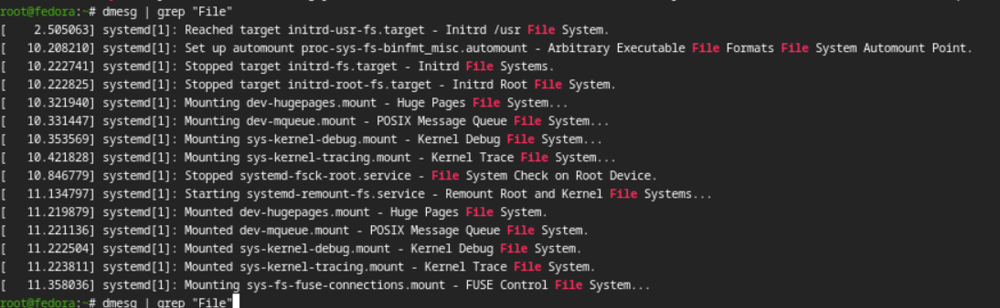 root@fedora:~# dmesg | grep "File"
[    2.505063] systemd[1]: Reached target initrd-usr-fs.target - Initrd /usr File System.
[   10.208210] systemd[1]: Set up automount proc-sys-fs-binfmt_misc.automount - Arbitrary Executable File Formats File System Automount Point.
[   10.222741] systemd[1]: Stopped target initrd-fs.target - Initrd File Systems.
[   10.222825] systemd[1]: Stopped target initrd-root-fs.target - Initrd Root File System.
[   10.321940] systemd[1]: Mounting dev-hugepages.mount - Huge Pages File System...
[   10.331447] systemd[1]: Mounting dev-mqueue.mount - POSIX Message Queue File System...
[   10.353569] systemd[1]: Mounting sys-kernel-debug.mount - Kernel Debug File System...
[   10.421828] systemd[1]: Mounting sys-kernel-tracing.mount - Kernel Trace File System...
[   10.846779] systemd[1]: Stopped systemd-fsck-root.service - File System Check on Root Device.
[   11.134797] systemd[1]: Starting systemd-remount-fs.service - Remount Root and Kernel File Systems...
[   11.219879] systemd[1]: Mounted dev-hugepages.mount - Huge Pages File System.
[   11.221136] systemd[1]: Mounted dev-mqueue.mount - POSIX Message Queue File System.
[   11.222504] systemd[1]: Mounted sys-kernel-debug.mount - Kernel Debug File System.
[   11.223811] systemd[1]: Mounted sys-kernel-tracing.mount - Kernel Trace File System.
[   11.358036] systemd[1]: Mounting sys-fs-fuse-connections.mount - FUSE Control File System...
root@fedora:~# dmesg | grep "File"